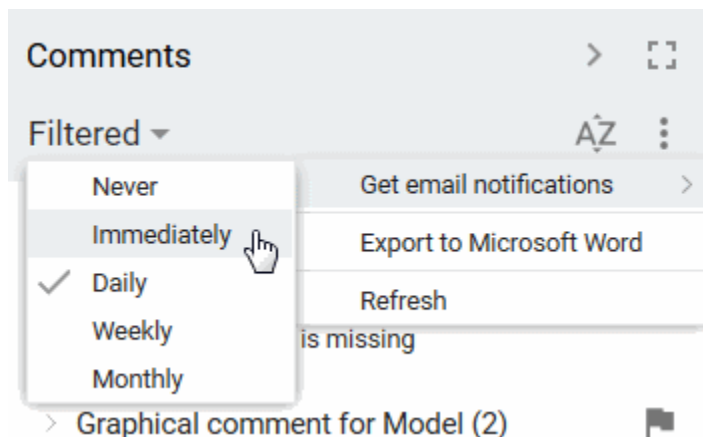 Comments
Filtered
AZ
Never
Get email notifications
Immediately
Export to Microsoft Word
Daily
Refresh
Weekly
is missing
Monthly
Graphical comment for Model (2)